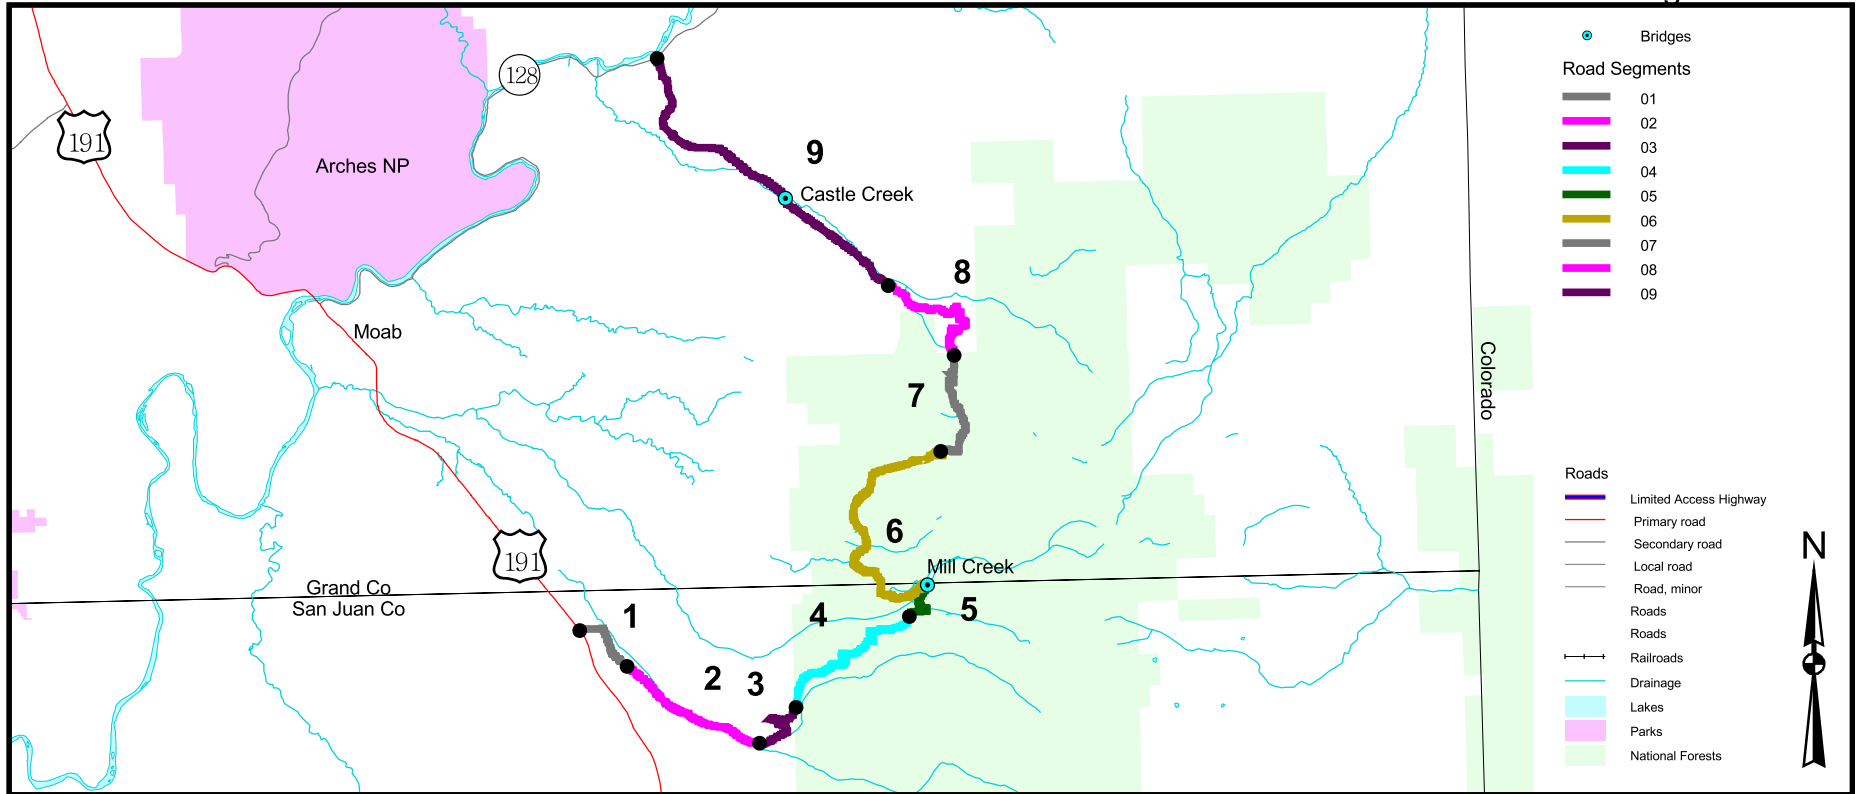 Bridges
Road Segments
01
02
03
04
05
06
07
08
09
128
191
Arches NP
9
Castle Creek
8
Moab
Colorado
7
6
191
Mill Creek
Grand Co
San Juan Co
1
4
5
2
3
Roads
Limited Access Highway
Primary road
Secondary road
Local road
Road, minor
Roads
Roads
Railroads
Drainage
Lakes
Parks
National Forests
N